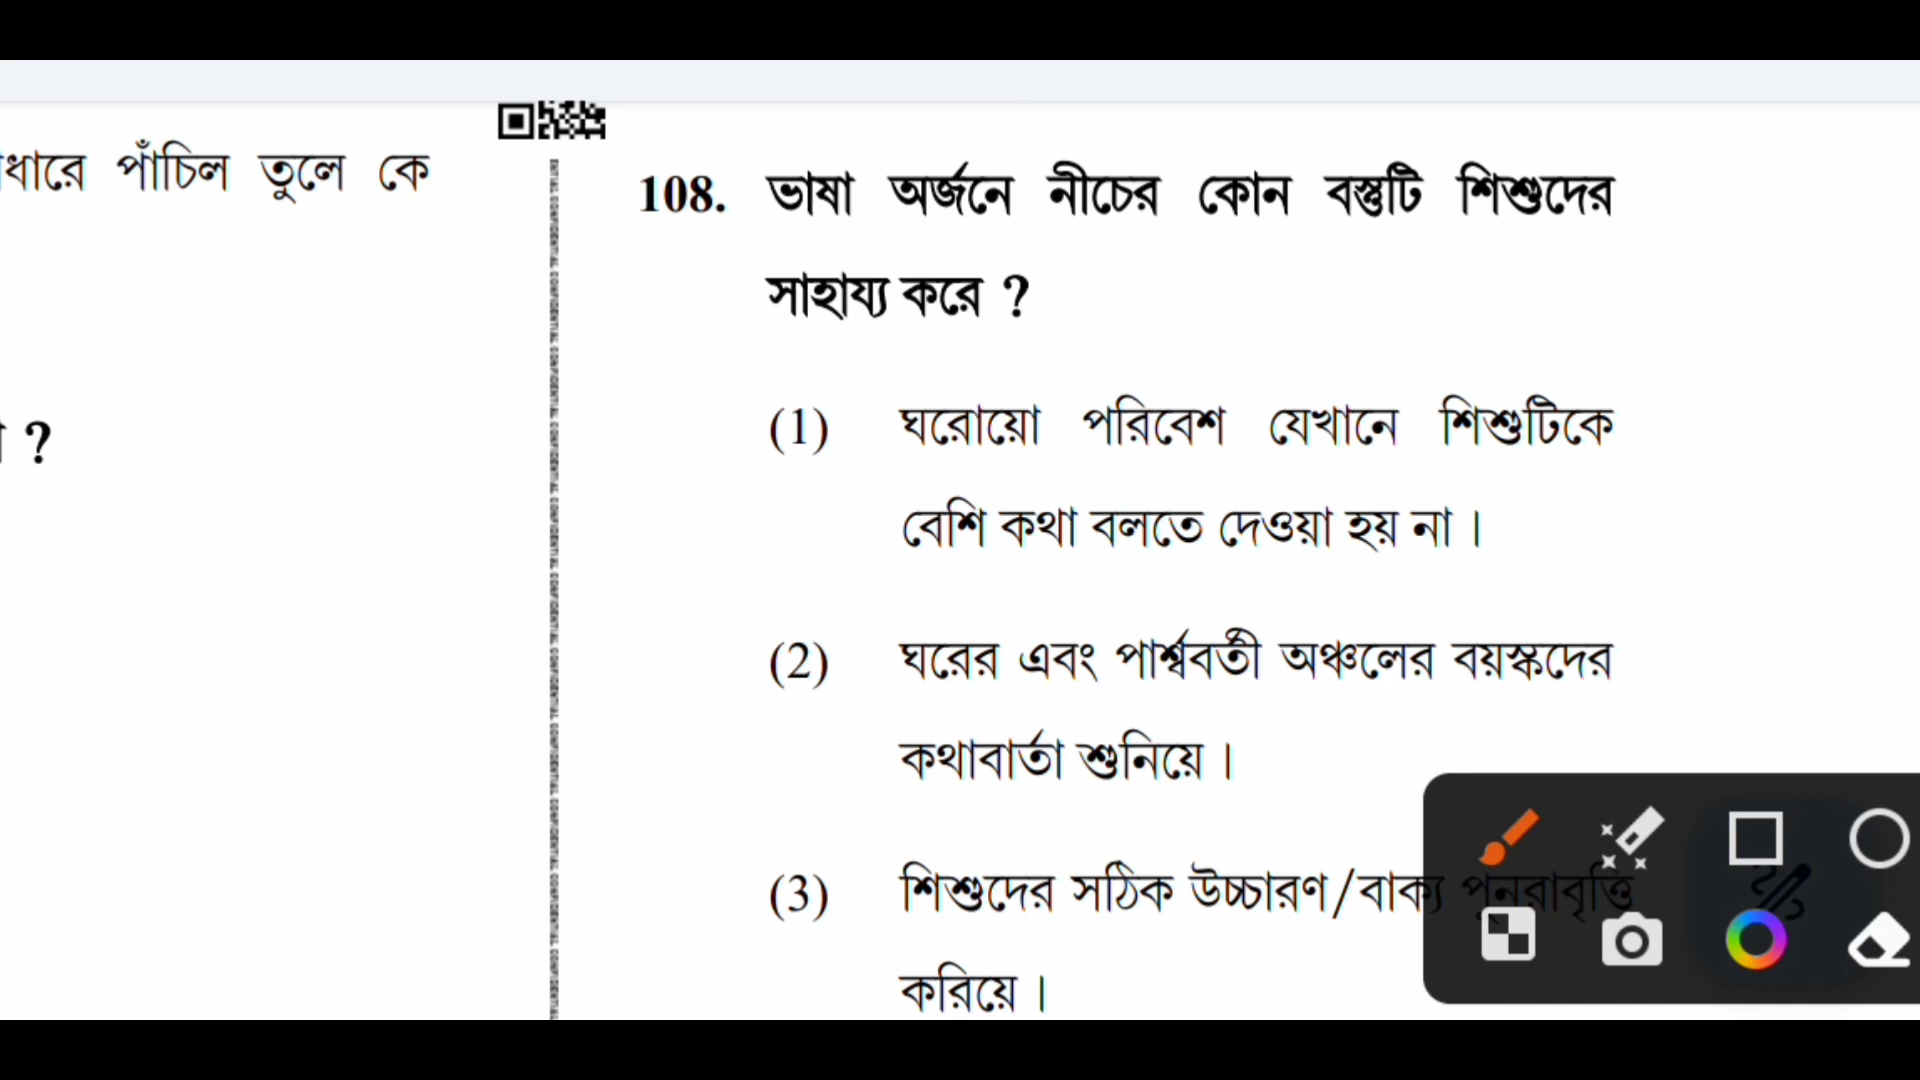 ধারে পাঁচিল তুলে কে
?
108. ভাষা অর্জনে নীচের কোন বস্তুটি শিশুদের
সাহায্য করে ?
(1) ঘরোয়ো পরিবেশ যেখানে শিশুটিকে
বেশি কথা বলতে দেওয়া হয় না।
(2) ঘরের এবং পার্শ্ববর্তী অঞ্চলের বয়স্কদের
কথাবার্তা শুনিয়ে।
(3) শিশুদের সঠিক উচ্চারণ/বাক্য পুনরাবৃত্তি
করিয়ে।